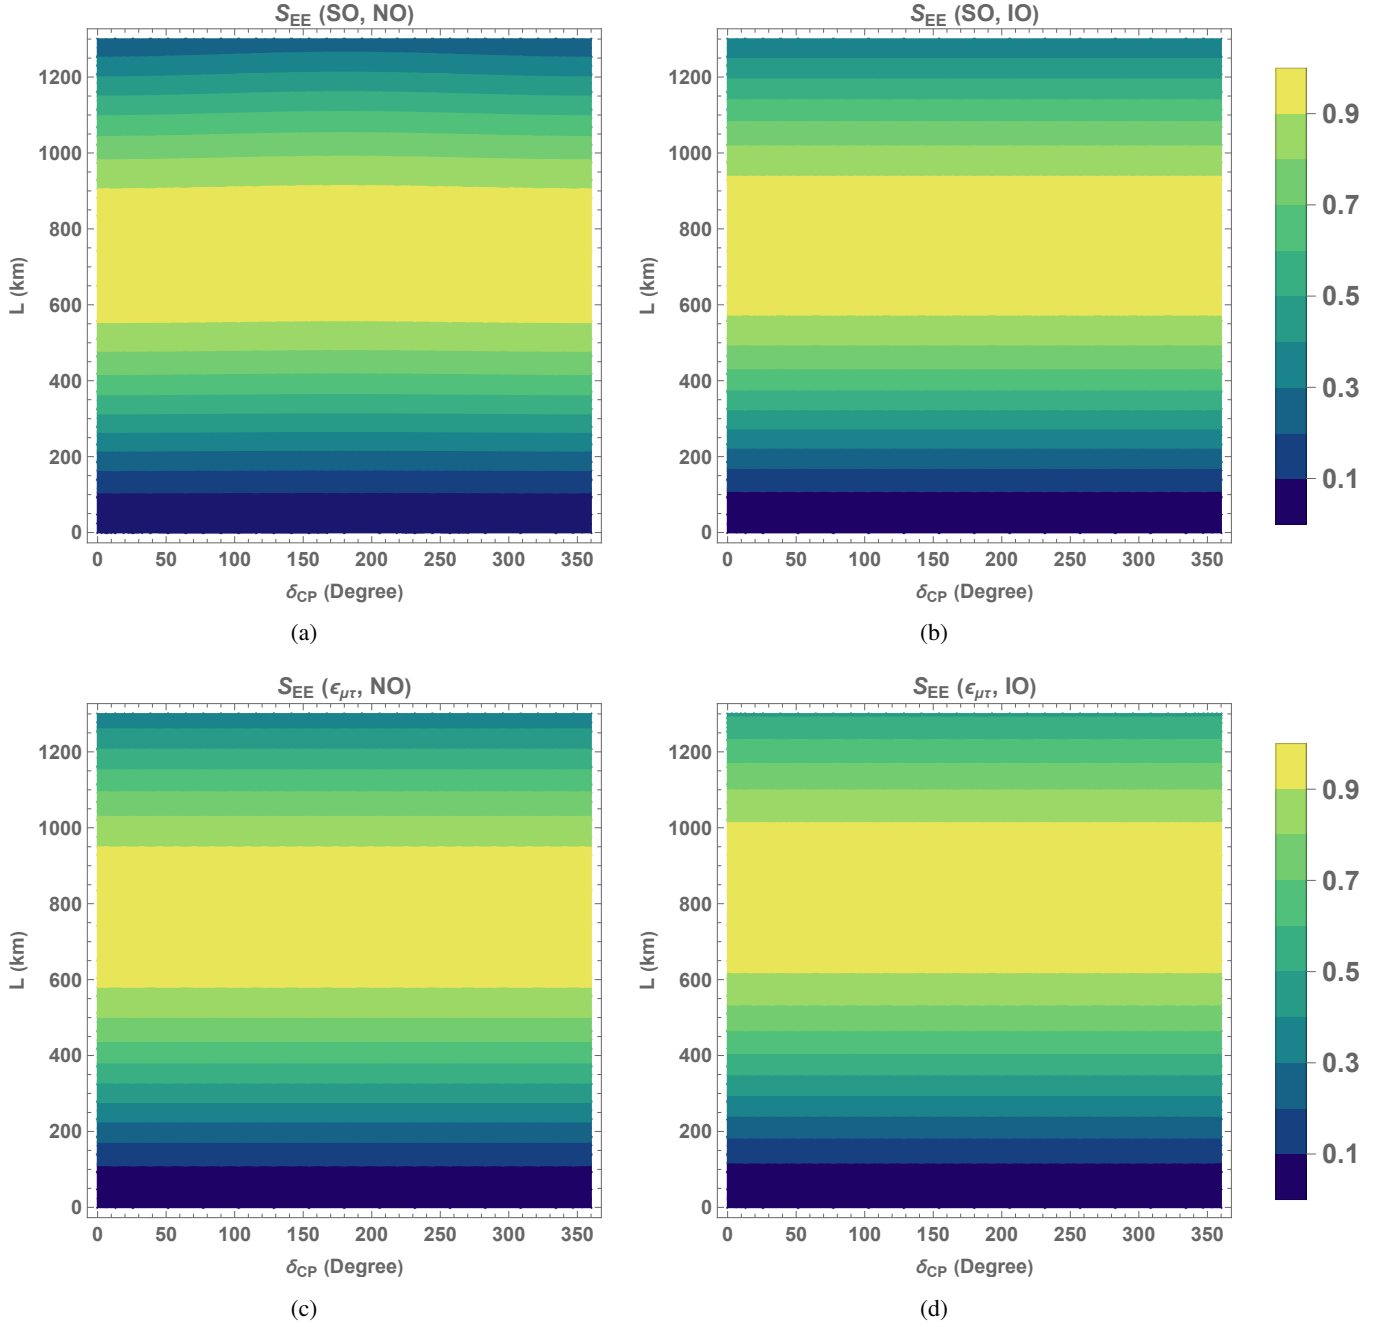 S_EE (SO, NO)
1200
1000
800
600
400
200
0
L (km)
0 50 100 150 200 250 300 350
δ_CP (Degree)
(a)
S_EE (SO, IO)
1200
1000
800
600
400
200
0
L (km)
0 50 100 150 200 250 300 350
δ_CP (Degree)
(b)
0.9
0.7
0.5
0.3
0.1
S_EE (ϵ_μτ, NO)
1200
1000
800
600
400
200
0
L (km)
0 50 100 150 200 250 300 350
δ_CP (Degree)
(c)
S_EE (ϵ_μτ, IO)
1200
1000
800
600
400
200
0
L (km)
0 50 100 150 200 250 300 350
δ_CP (Degree)
(d)
0.9
0.7
0.5
0.3
0.1